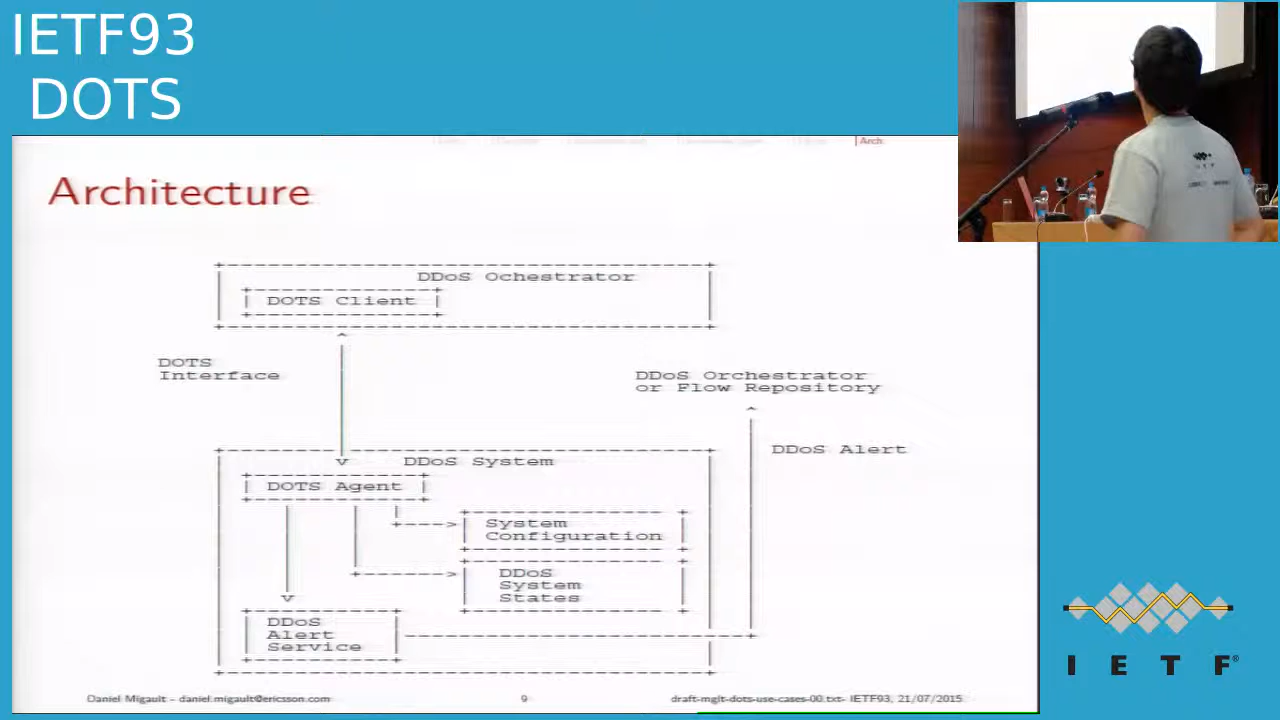 IETF93
DOTS
Arch
Architecture
DDoS Ochestrator
DOTS Client
DOTS
Interface
DDoS Orchestrator
or Flow Repository
DDoS Alert
DDoS System
DOTS Agent
System
Configuration
DDoS
System
States
DDoS
Alert
Service
Daniel Migault - daniel.migault@ericsson.com
9
draft-mglt-dots-use-cases-00.txt- IETF93, 21/07/2015
I E T F®